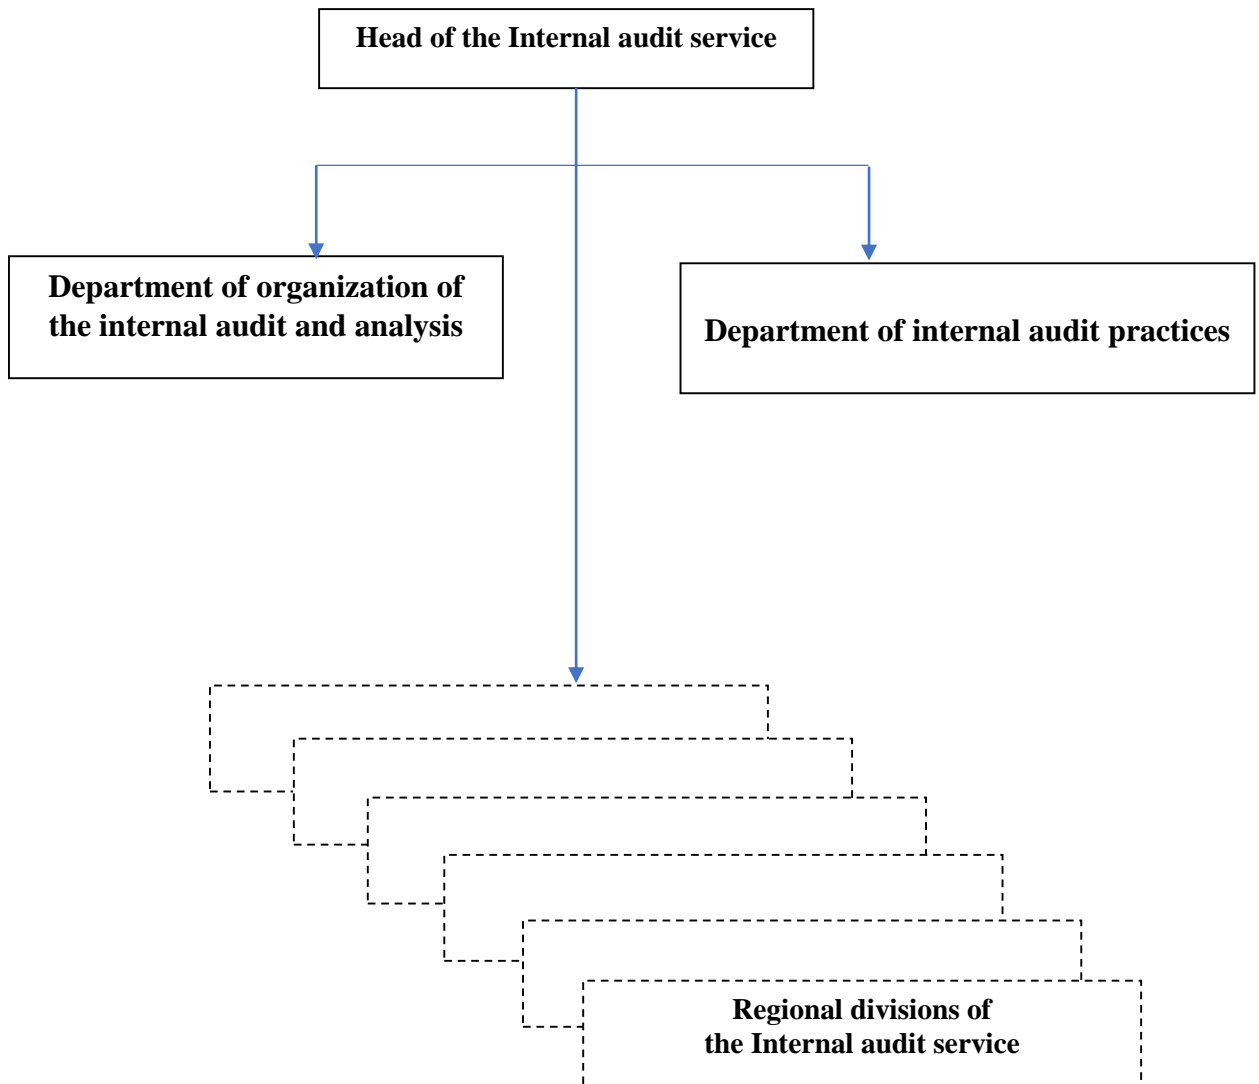 Head of the Internal audit service
Department of organization of
the internal audit and analysis
Department of internal audit practices
Regional divisions of
the Internal audit service